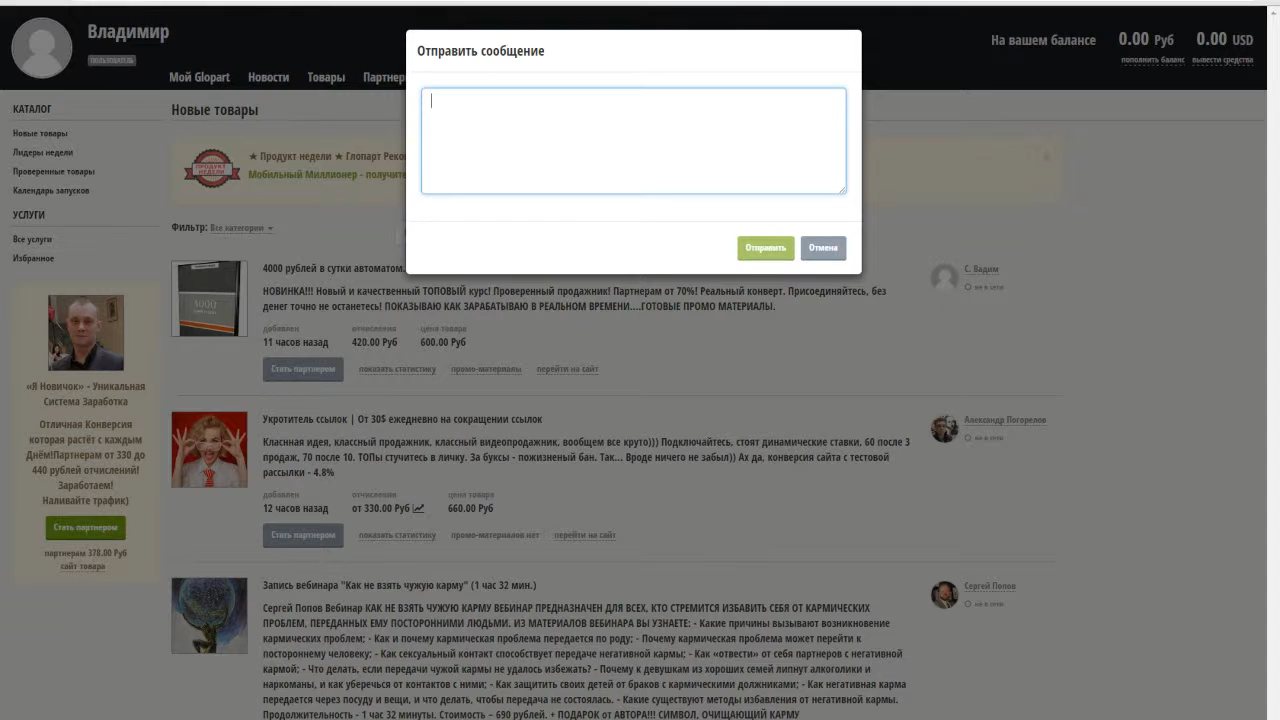 Владимир
ПОЛЬЗОВАТЕЛЬ
На вашем балансе
0.00 Руб
0.00 USD
пополнить баланс
вывести средства
Мой Glopart
Новости
Товары
Партнер
Отправить сообщение
Отправить
Отмена
КАТАЛОГ
Новые товары
Лидеры недели
Проверенные товары
Календарь запусков
УСЛУГИ
Все услуги
Избранное
«Я Новичок» - Уникальная
Система Заработка
Отличная Конверсия
которая растёт с каждым
Днём!Партнерам от 330 до
440 рублей отчислений!
Заработаем!
Наливайте трафик)
Стать партнером
партнерам 378.00 Руб
сайт товара
Новые товары
ПРОДУКТ
НЕДЕЛИ
★ Продукт недели ★ Глопарт Реко
Мобильный Миллионер - получите
Фильтр: Все категории
4000
4000 рублей в сутки автоматом.
НОВИНКА!!! Новый и качественный ТОПОВЫЙ курс! Проверенный продажник! Партнерам от 70%! Реальный конверт. Присоединяйтесь, без
денег точно не останетесь! ПОКАЗЫВАЮ КАК ЗАРАБАТЫВАЮ В РЕАЛЬНОМ ВРЕМЕНИ....ГОТОВЫЕ ПРОМО МАТЕРИАЛЫ.
добавлен
отчисления
цена товара
11 часов назад
420.00 Руб
600.00 Руб
Стать партнером
показать статистику
промо-материалы
перейти на сайт
С. Вадим
не в сети
Укротитель ссылок | От 30$ ежедневно на сокращении ссылок
Класнная идея, классный продажник, классный видеопродажник, вообщем все круто))) Подключайтесь, стоят динамические ставки, 60 после 3
продаж, 70 после 10. ТОПы стучитесь в личку. За буксы - пожизненый бан. Так... Вроде ничего не забыл)) Ах да, конверсия сайта с тестовой
рассылки - 4.8%
добавлен
отчисления
цена товара
12 часов назад
от 330.00 Руб
660.00 Руб
Стать партнером
показать статистику
промо-материалов нет
перейти на сайт
Александр Погорелов
не в сети
Запись вебинара "Как не взять чужую карму" (1 час 32 мин.)
Сергей Попов Вебинар КАК НЕ ВЗЯТЬ ЧУЖУЮ КАРМУ ВЕБИНАР ПРЕДНАЗНАЧЕН ДЛЯ ВСЕХ, КТО СТРЕМИТСЯ ИЗБАВИТЬ СЕБЯ ОТ КАРМИЧЕСКИХ
ПРОБЛЕМ, ПЕРЕДАННЫХ ЕМУ ПОСТОРОННИМИ ЛЮДЬМИ. ИЗ МАТЕРИАЛОВ ВЕБИНАРА ВЫ УЗНАЕТЕ: - Какие причины вызывают возникновение
кармических проблем; - Как и почему кармическая проблема передается по роду; - Почему кармическая проблема может перейти к
постороннему человеку; - Как сексуальный контакт способствует передаче негативной кармы; - Как «отвести» от себя партнеров с негативной
кармой; - Что делать, если передачи чужой кармы не удалось избежать? - Почему к девушкам из хороших семей липнут алкоголики и
наркоманы, и как уберечься от контактов с ними; - Как защитить своих детей от браков с кармическими должниками; - Как негативная карма
передается через посуду и вещи, и что делать, чтобы передача не состоялась. - Какие существуют методы избавления от негативной кармы.
Продолжительность - 1 час 32 минуты. Стоимость – 690 рублей. + ПОДАРОК от АВТОРА!!! СИМВОЛ, ОЧИЩАЮЩИЙ КАРМУ
Сергей Попов
не в сети